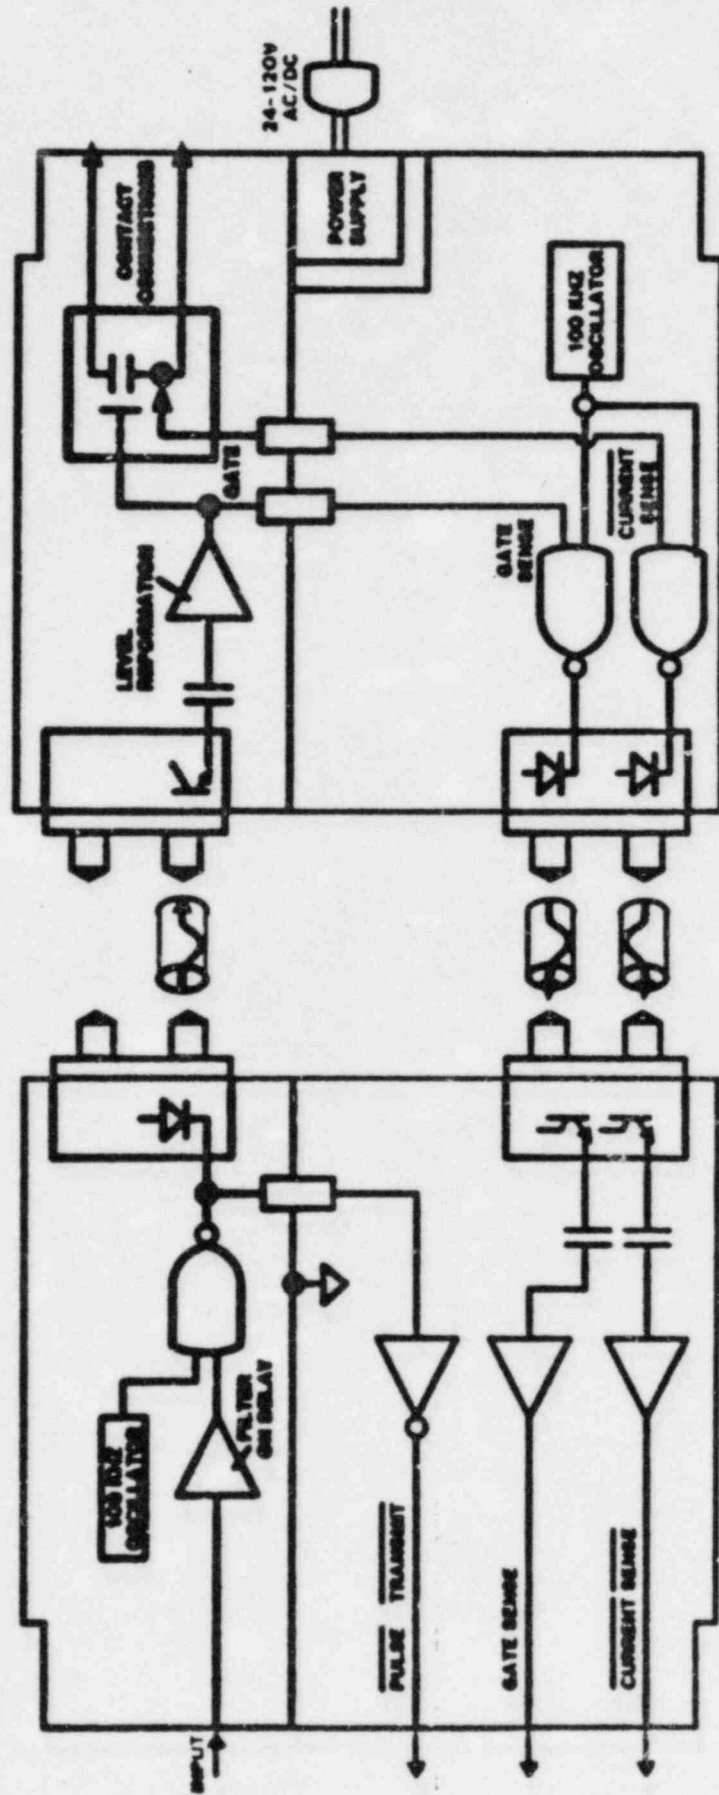 24-120V
AC/DC
CONTACT
CONNECTIONS
POWER
SUPPLY
100 KHZ
OSCILLATOR
GATE
LEVEL
REFORMATION
GATE
SENSE
CURRENT
SENSE
100 KHZ
OSCILLATOR
FILTER
ON DELAY
INPUT
PULSE TRANSMIT
GATE SENSE
CURRENT SENSE